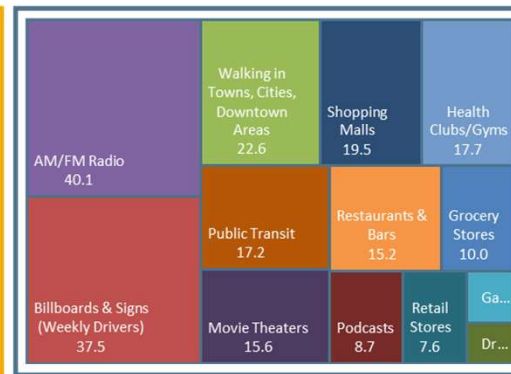 AM/FM Radio
40.1
Billboards & Signs
(Weekly Drivers)
37.5
Walking in
Towns, Cities,
Downtown
Areas
22.6
Shopping
Malls
19.5
Health
Clubs/Gyms
17.7
Public Transit
17.2
Restaurants &
Bars
15.2
Grocery
Stores
10.0
Movie Theaters
15.6
Podcasts
8.7
Retail
Stores
7.6
Ga...
Dr...